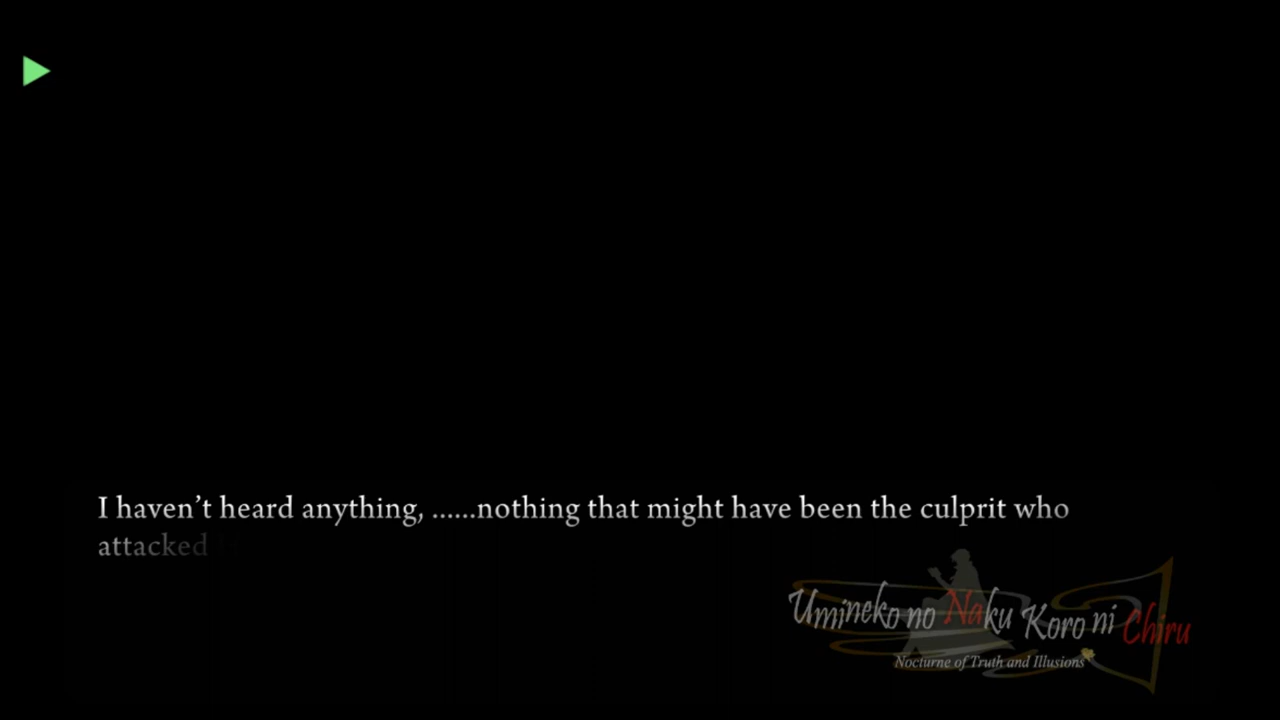 I haven’t heard anything, ......nothing that might have been the culprit who
attacked
Umineko no Naku Koro ni Chiru
Nocturne of Truth and Illusions